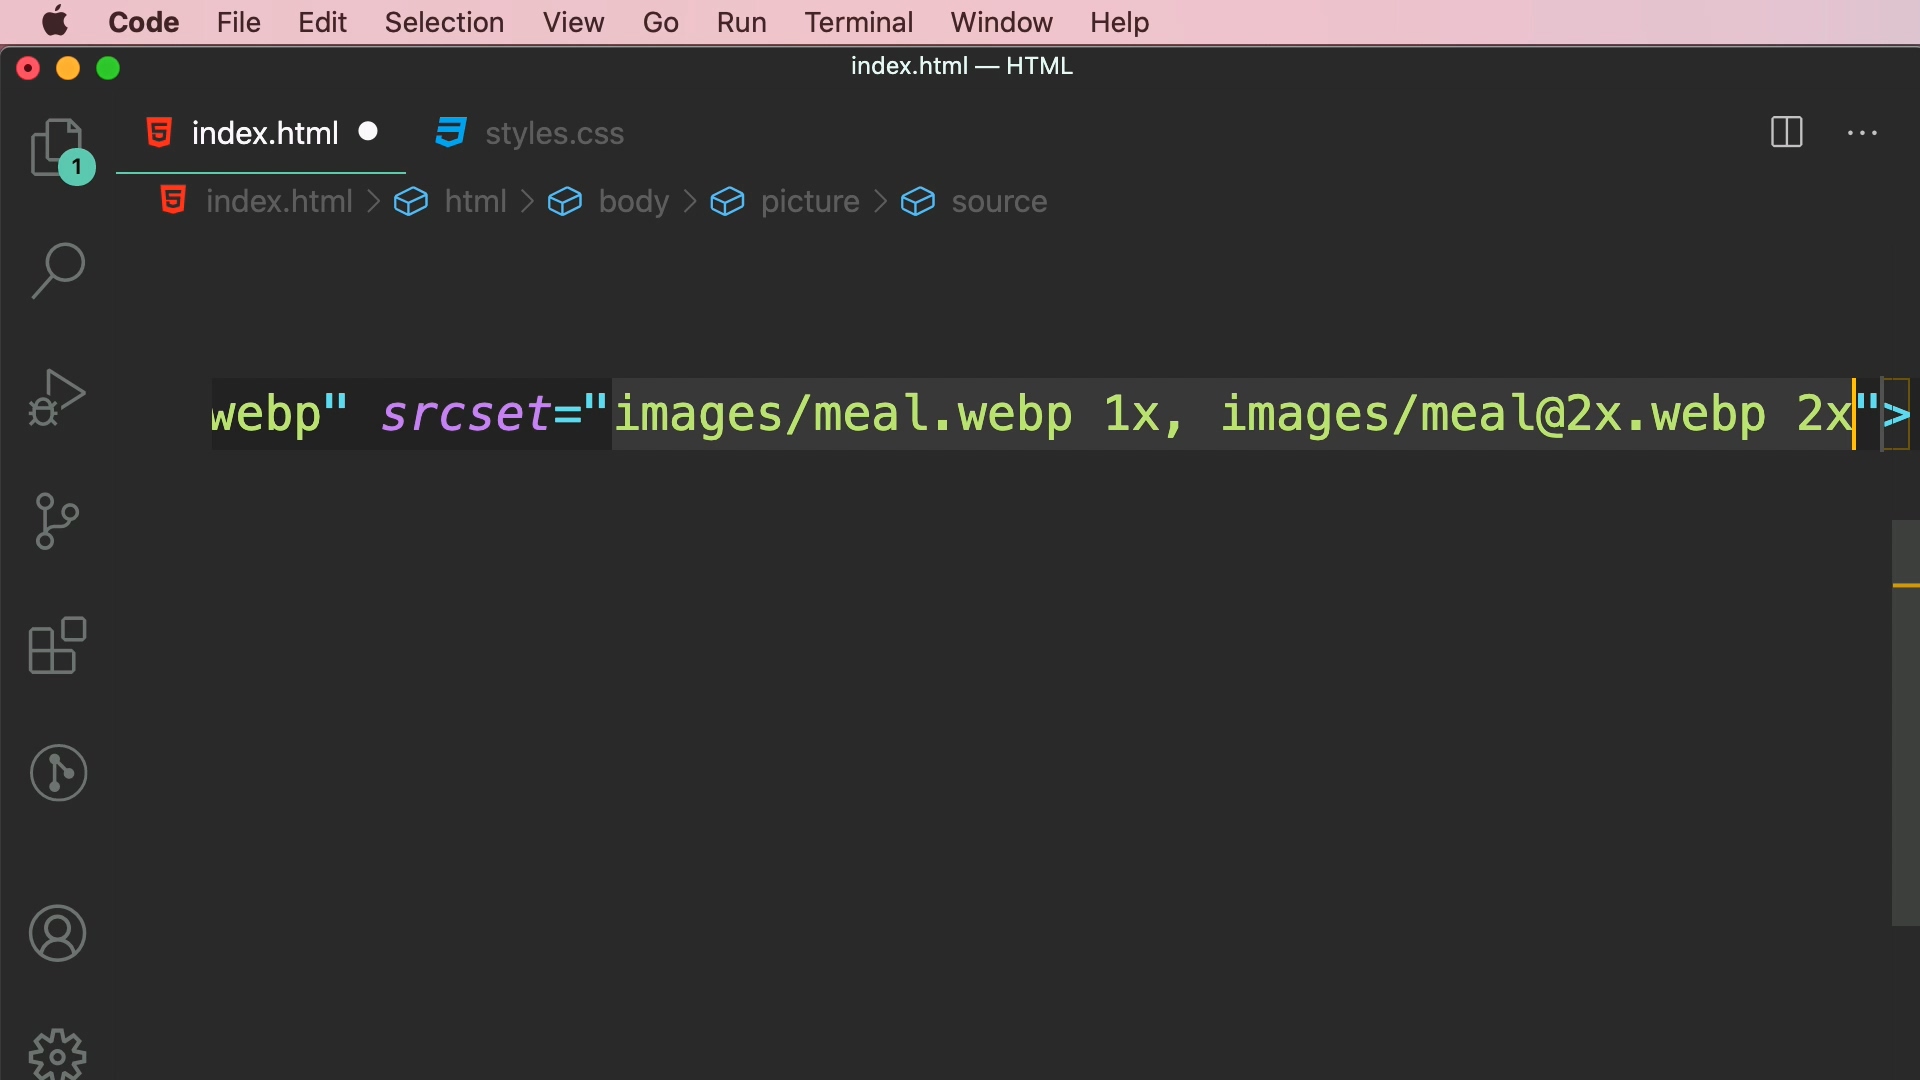 Code File Edit Selection View Go Run Terminal Window Help
index.html — HTML
index.html styles.css
1
index.html > html > body > picture > source
webp" srcset="images/meal.webp 1x, images/meal@2x.webp 2x">